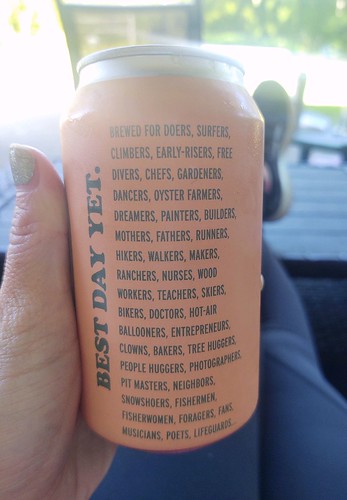 BEST DAY YET.
BREWED FOR DOERS, SURFERS,
CLIMBERS, EARLY-RISERS, FREE
DIVERS, CHEFS, GARDENERS,
DANCERS, OYSTER FARMERS,
DREAMERS, PAINTERS, BUILDERS,
MOTHERS, FATHERS, RUNNERS,
HIKERS, WALKERS, MAKERS,
RANCHERS, NURSES, WOOD
WORKERS, TEACHERS, SKIERS,
BIKERS, DOCTORS, HOT-AIR
BALLOONERS, ENTREPRENEURS,
CLOWNS, BAKERS, TREE HUGGERS,
PEOPLE HUGGERS, PHOTOGRAPHERS,
PIT MASTERS, NEIGHBORS,
SNOWSHOERS, FISHERMEN,
FISHERWOMEN, FORAGERS, FANS,
MUSICIANS, POETS, LIFEGUARDS...